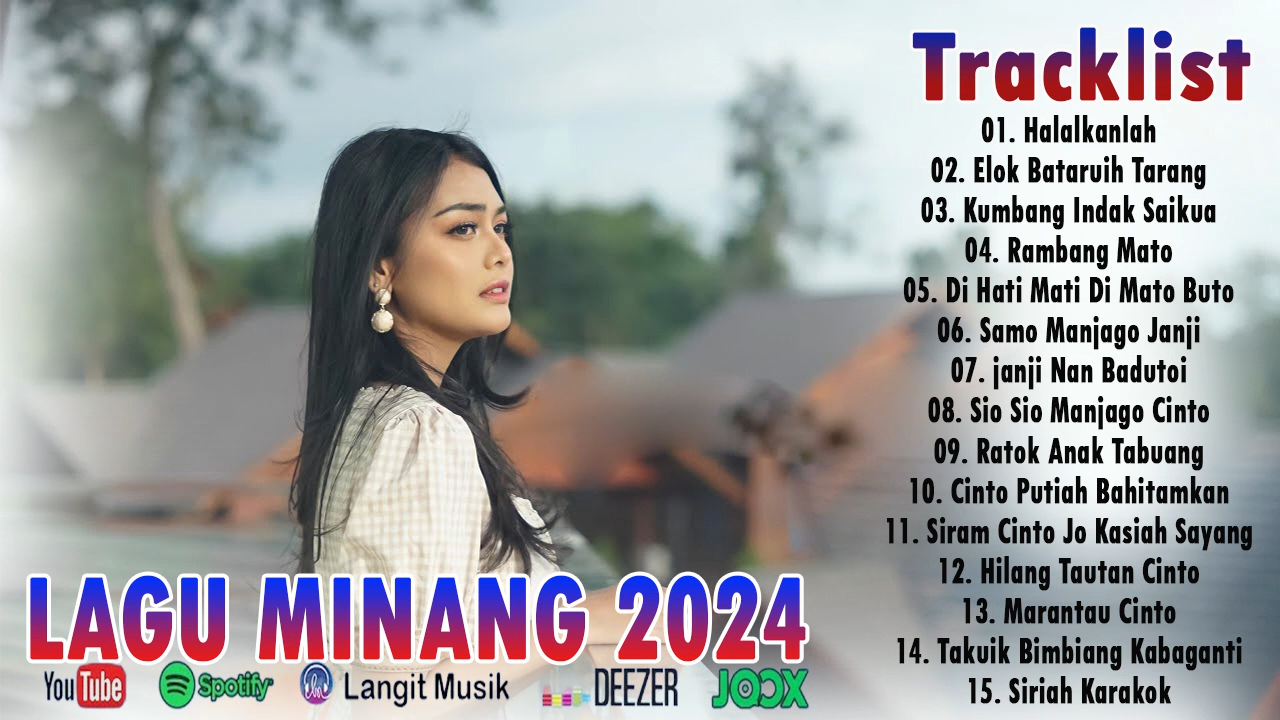 Tracklist
01. Halalkanlah
02. Elok Bataruih Tarang
03. Kumbang Indak Saikua
04. Rambang Mato
05. Di Hati Mati Di Mato Buto
06. Samo Manjago Janji
07. janji Nan Badutoi
08. Sio Sio Manjago Cinto
09. Ratok Anak Tabuang
10. Cinto Putiah Bahitamkan
11. Siram Cinto Jo Kasiah Sayang
12. Hilang Tautan Cinto
13. Marantau Cinto
14. Takuik Bimbiang Kabaganti
15. Siriah Karakok
LAGU MINANG 2024
YouTube Spotify Langit Musik DEEZER JOOX